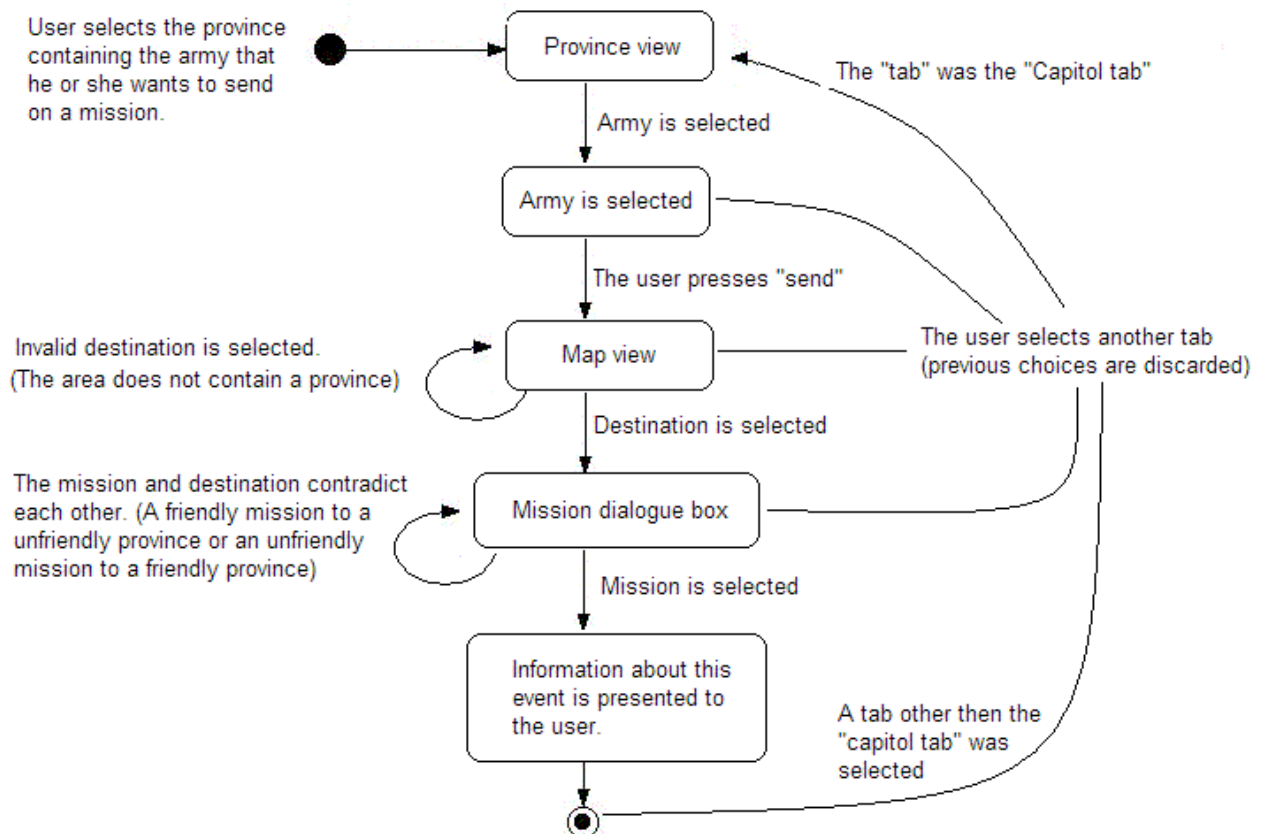 User selects the province
containing the army that
he or she wants to send
on a mission.
Province view
The "tab" was the "Capitol tab"
Army is selected
Army is selected
The user presses "send"
Invalid destination is selected.
(The area does not contain a province)
Map view
The user selects another tab
(previous choices are discarded)
Destination is selected
The mission and destination contradict
each other. (A friendly mission to a
unfriendly province or an unfriendly
mission to a friendly province)
Mission dialogue box
Mission is selected
Information about this
event is presented to
the user.
A tab other then the
"capitol tab" was
selected